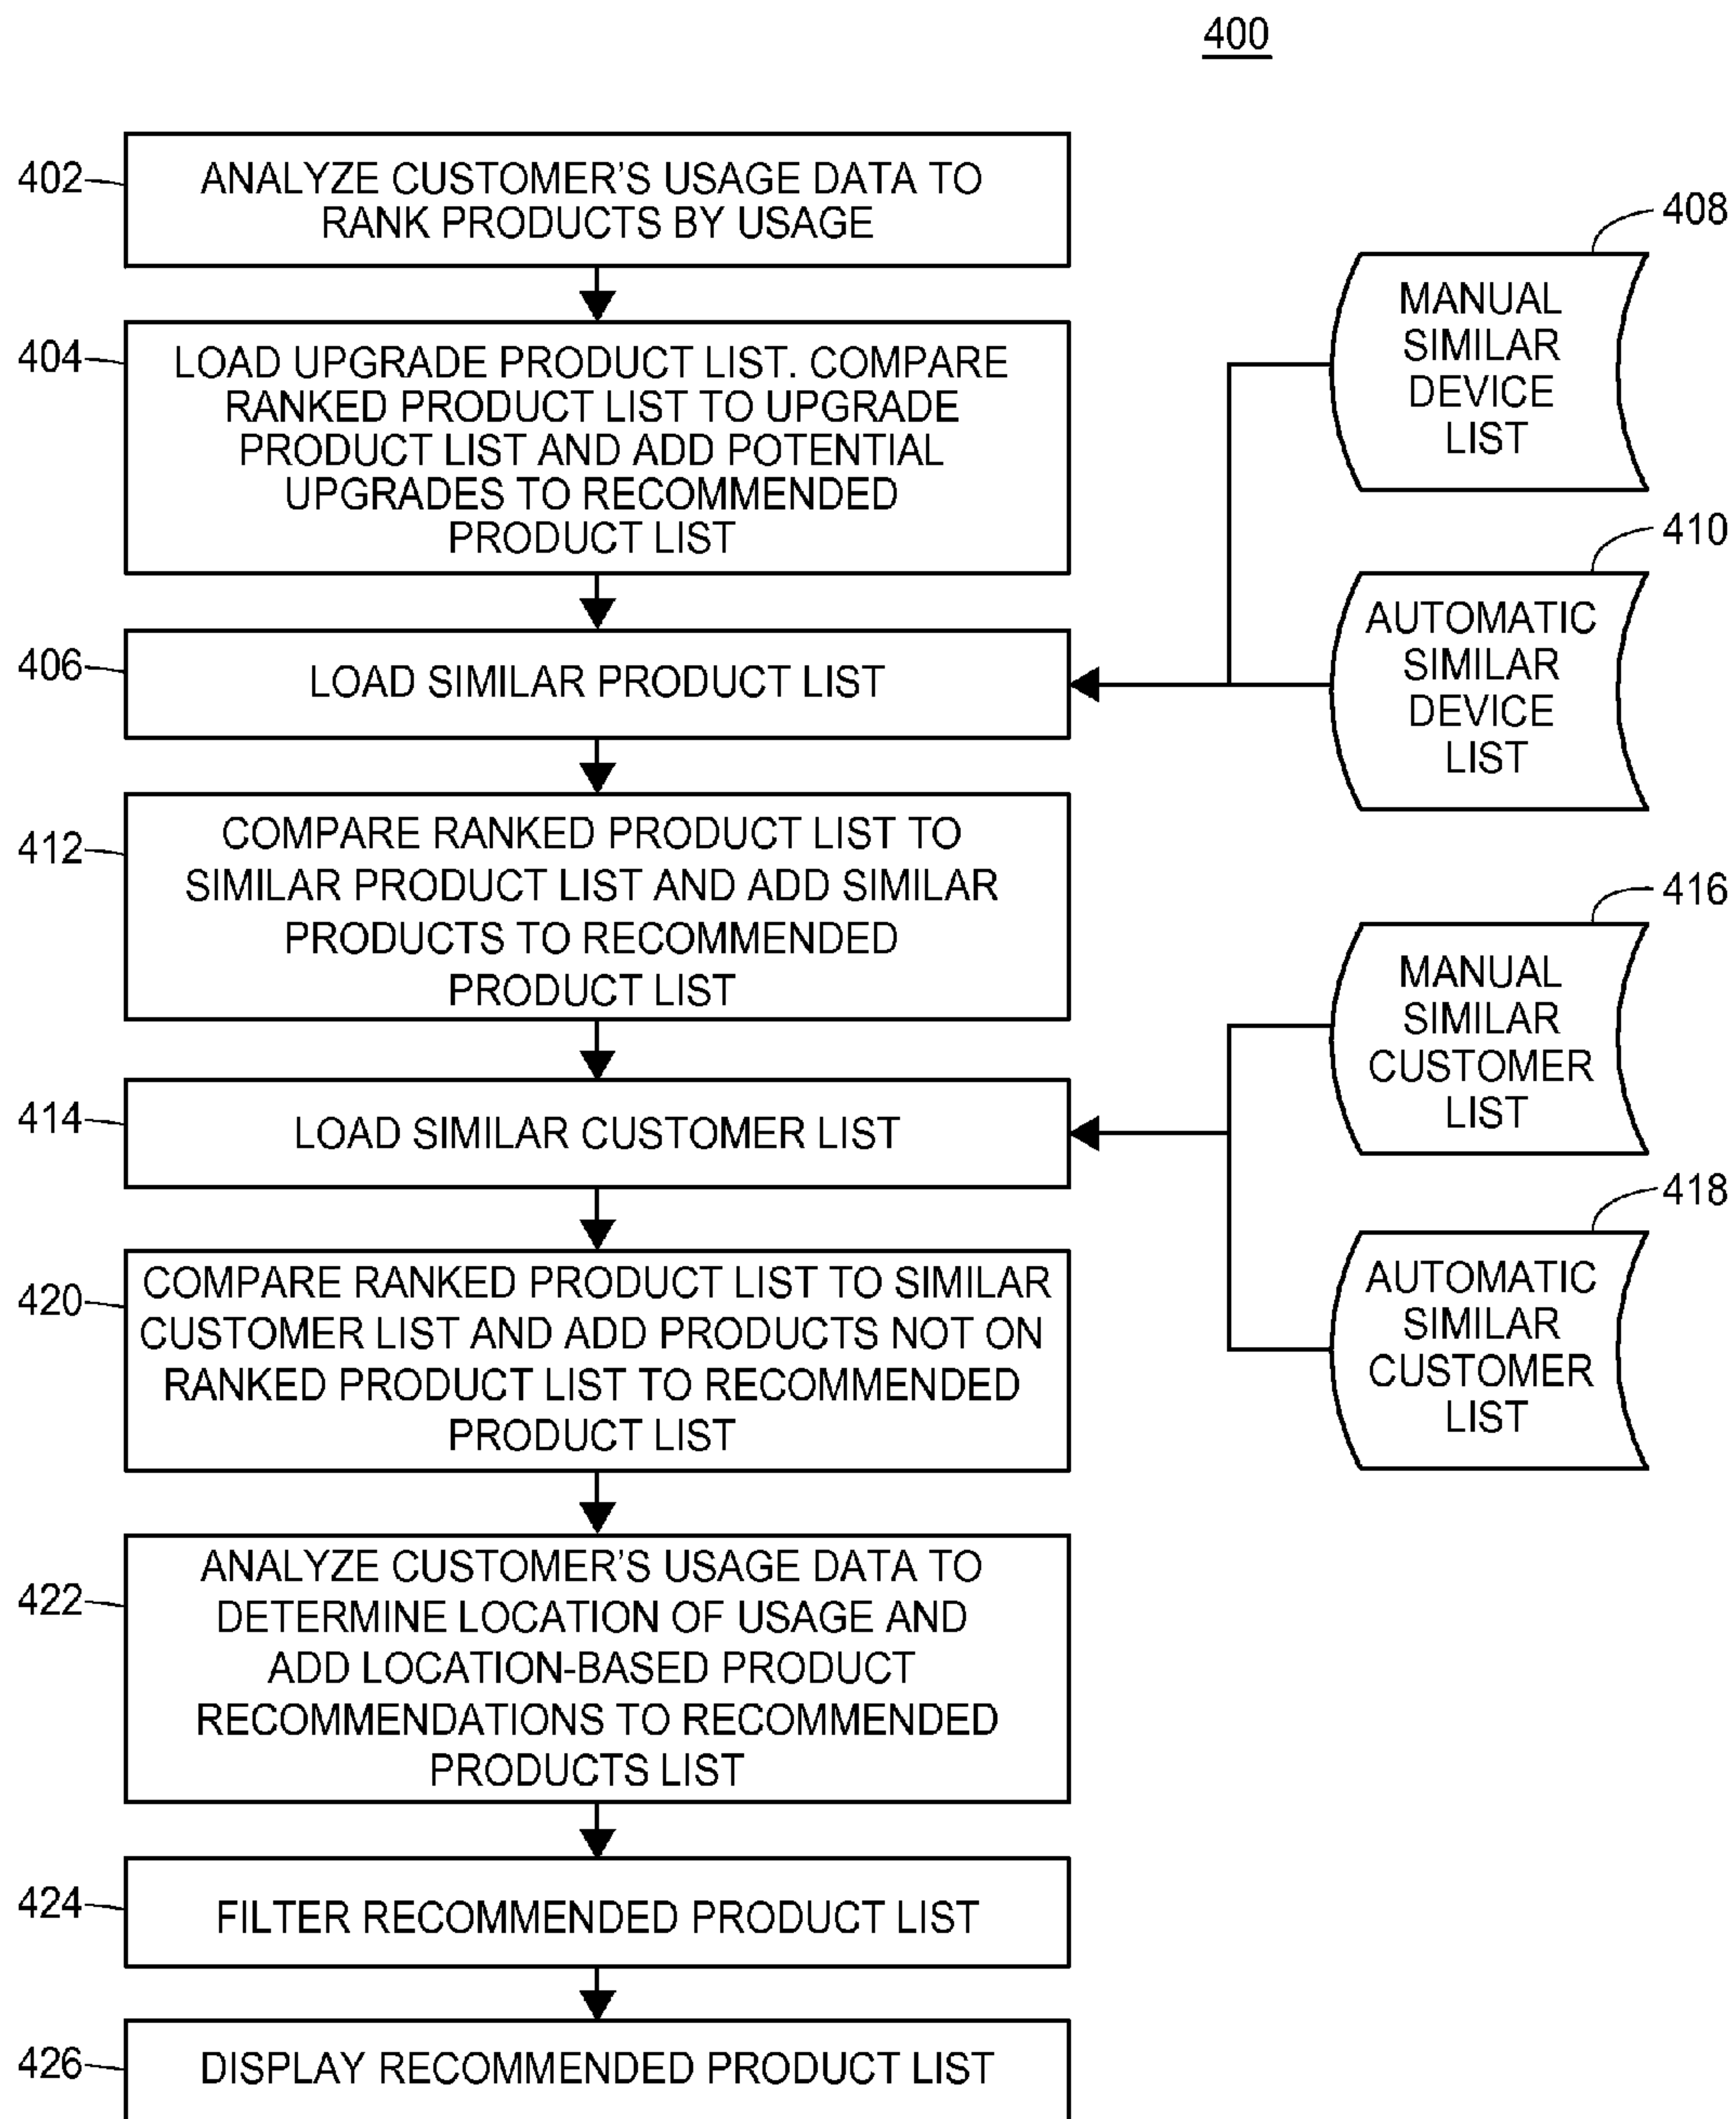 400
402
ANALYZE CUSTOMER'S USAGE DATA TO
RANK PRODUCTS BY USAGE
404
LOAD UPGRADE PRODUCT LIST. COMPARE
RANKED PRODUCT LIST TO UPGRADE
PRODUCT LIST AND ADD POTENTIAL
UPGRADES TO RECOMMENDED
PRODUCT LIST
406
LOAD SIMILAR PRODUCT LIST
408
MANUAL
SIMILAR
DEVICE
LIST
410
AUTOMATIC
SIMILAR
DEVICE
LIST
412
COMPARE RANKED PRODUCT LIST TO
SIMILAR PRODUCT LIST AND ADD SIMILAR
PRODUCTS TO RECOMMENDED
PRODUCT LIST
414
LOAD SIMILAR CUSTOMER LIST
416
MANUAL
SIMILAR
CUSTOMER
LIST
418
AUTOMATIC
SIMILAR
CUSTOMER
LIST
420
COMPARE RANKED PRODUCT LIST TO SIMILAR
CUSTOMER LIST AND ADD PRODUCTS NOT ON
RANKED PRODUCT LIST TO RECOMMENDED
PRODUCT LIST
422
ANALYZE CUSTOMER'S USAGE DATA TO
DETERMINE LOCATION OF USAGE AND
ADD LOCATION-BASED PRODUCT
RECOMMENDATIONS TO RECOMMENDED
PRODUCTS LIST
424
FILTER RECOMMENDED PRODUCT LIST
426
DISPLAY RECOMMENDED PRODUCT LIST